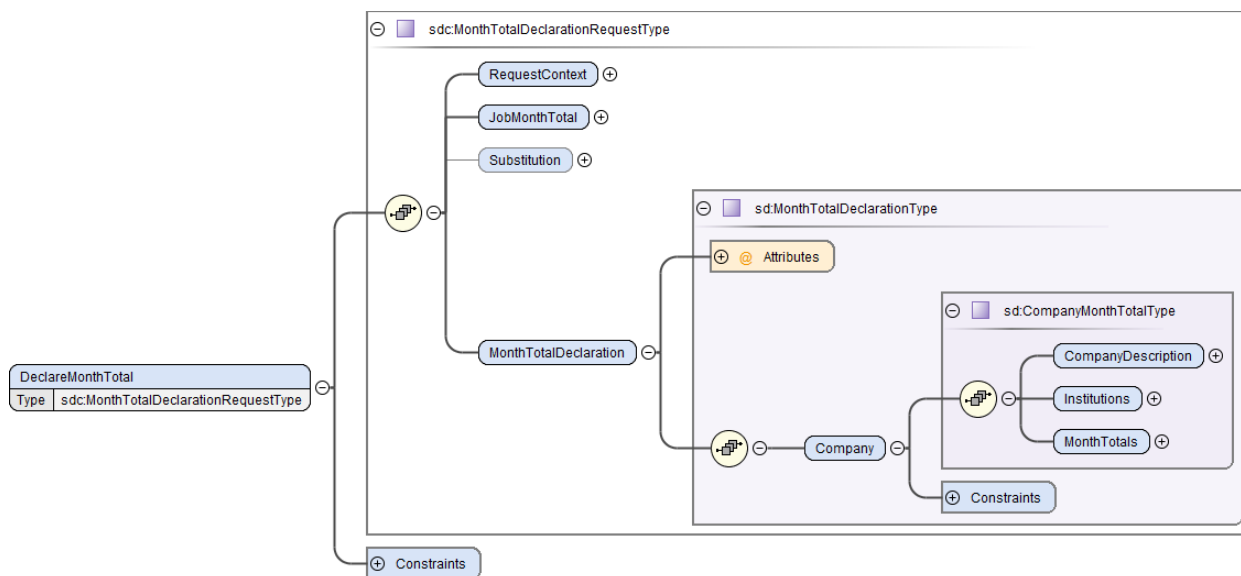 sdc:MonthTotalDeclarationRequestType
RequestContext
JobMonthTotal
Substitution
sd:MonthTotalDeclarationType
@ Attributes
sd:CompanyMonthTotalType
MonthTotalDeclaration
CompanyDescription
DeclareMonthTotal
Type sdc:MonthTotalDeclarationRequestType
Institutions
MonthTotals
Company
Constraints
Constraints